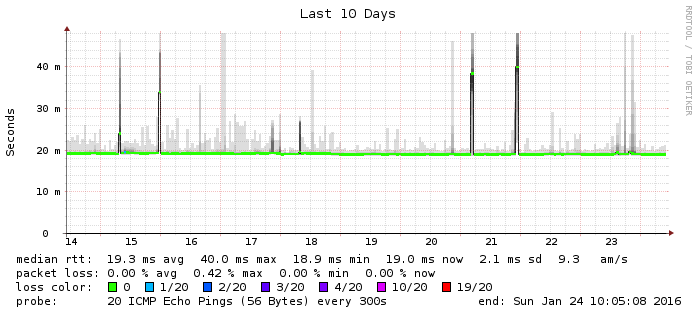 Last 10 Days
RRDTOOL / TOBI OETIKER
Seconds
40 m
30 m
20 m
10 m
0
14 15 16 17 18 19 20 21 22 23
median rtt: 19.3 ms avg 40.0 ms max 18.9 ms min 19.0 ms now 2.1 ms sd 9.3 am/s
packet loss: 0.00 % avg 0.42 % max 0.00 % min 0.00 % now
loss color: 0 1/20 2/20 3/20 4/20 10/20 19/20
probe: 20 ICMP Echo Pings (56 Bytes) every 300s end: Sun Jan 24 10:05:08 2016